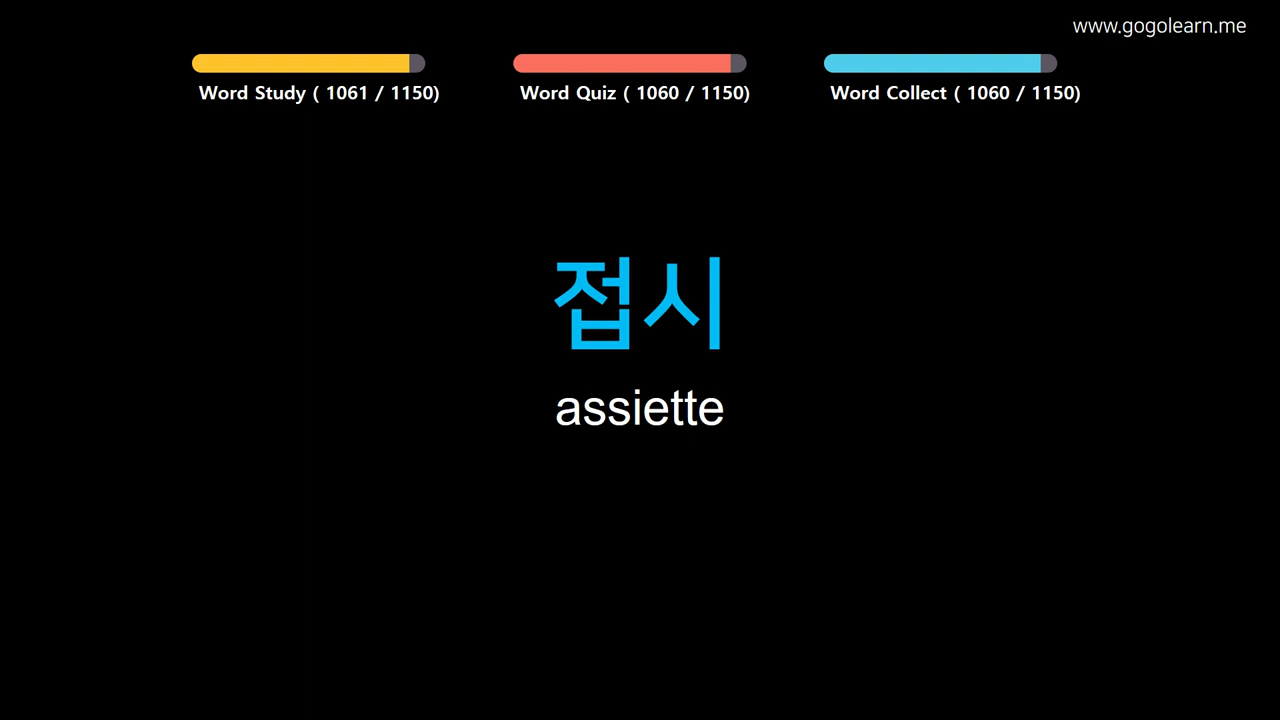 www.gogolearn.me
Word Study ( 1061 / 1150)
Word Quiz ( 1060 / 1150)
Word Collect ( 1060 / 1150)
접시
assiette